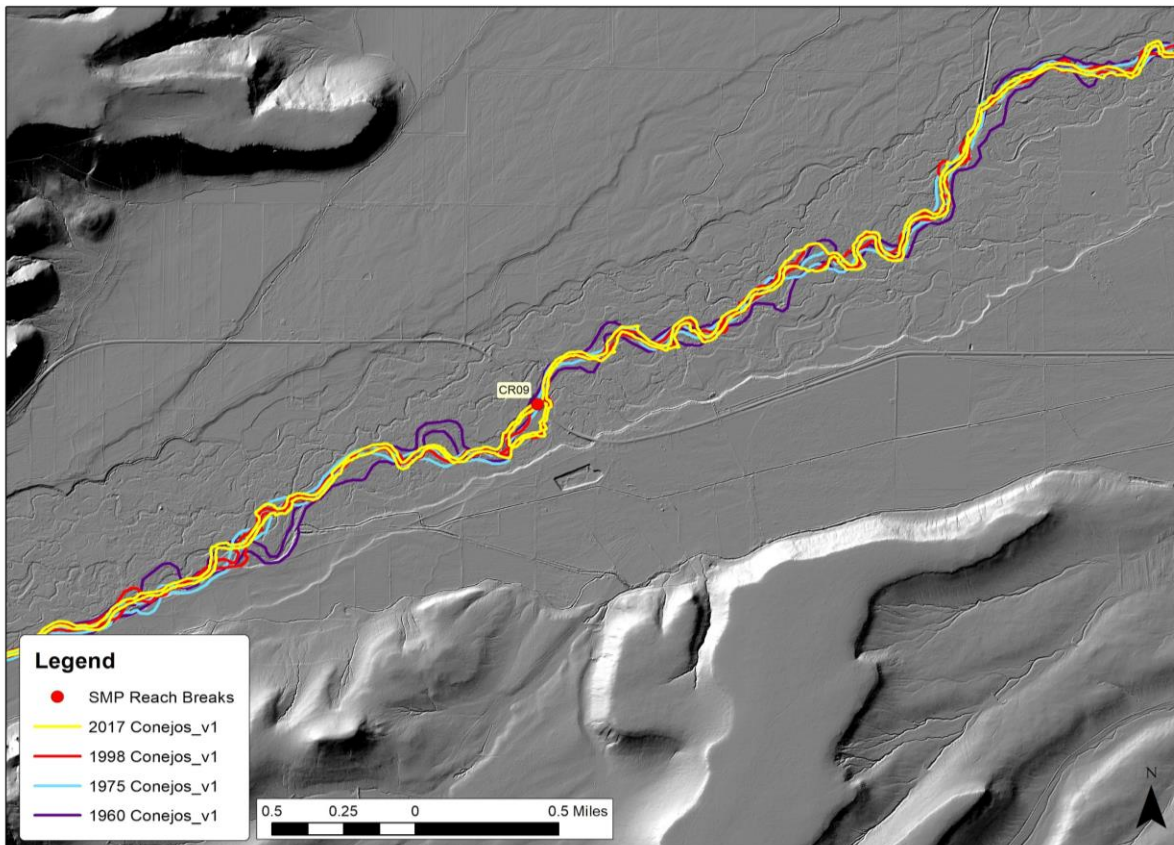 CR09
Legend
SMP Reach Breaks
2017 Conejos_v1
1998 Conejos_v1
1975 Conejos_v1
1960 Conejos_v1
0.5 0.25 0 0.5 Miles
N